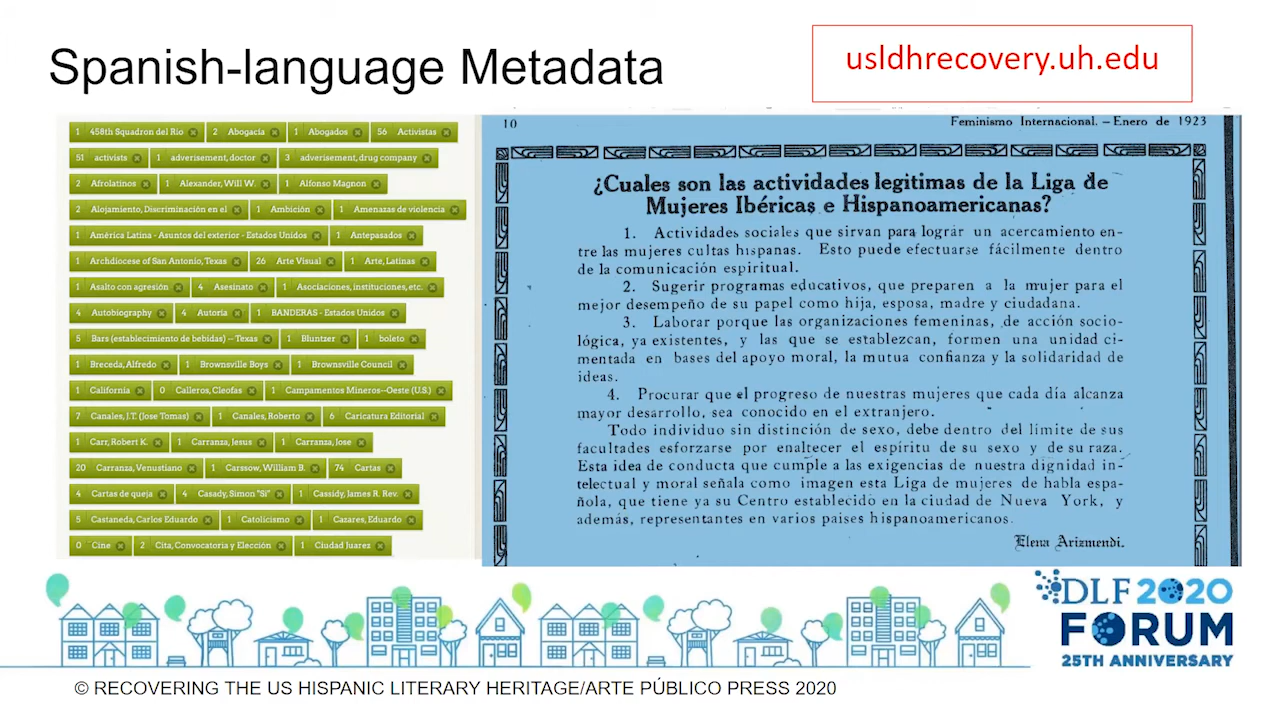 Spanish-language Metadata
usldhrecovery.uh.edu
1 458th Squadron del Rio 2 Abogacía 1 Abogados 56 Activistas
51 activists 1 adverisement, doctor 3 adverisement, drug company
2 Afrolatinos 1 Alexander, Will W. 1 Alfonso Magnon
2 Alojamiento, Discriminación en el 1 Ambición 1 Amenazas de violencia
1 América Latina - Asuntos del exterior - Estados Unidos 1 Antepasados
1 Archdiocese of San Antonio, Texas 26 Arte Visual 1 Arte, Latinas
1 Asalto con agresión 4 Asesinato 1 Asociaciones, instituciones, etc.
4 Autobiography 4 Autoria 1 BANDERAS - Estados Unidos
5 Bars (establecimiento de bebidas) -- Texas 1 Bluntzer 1 boleto
1 Breceda, Alfredo 1 Brownsville Boys 1 Brownsville Council
1 California 0 Calleros, Cleofas 1 Campamentos Mineros--Oeste (U.S.)
7 Canales, J.T. (Jose Tomas) 1 Canales, Roberto 6 Caricatura Editorial
1 Carr, Robert K. 1 Carranza, Jesus 1 Carranza, Jose
20 Carranza, Venustiano 1 Carssow, William B. 74 Cartas
4 Cartas de queja 4 Casady, Simon "Si" 1 Cassidy, James R. Rev.
5 Castaneda, Carlos Eduardo 1 Catolicismo 1 Cazares, Eduardo
0 Cine 2 Cita, Convocatoria y Elección 1 Ciudad Juarez
10 Feminismo Internacional. — Enero de 1923
¿Cuales son las actividades legitimas de la Liga de
Mujeres Ibéricas e Hispanoamericanas?
1. Actividades sociales que sirvan para lograr un acercamiento en-
tre las mujeres cultas hispanas. Esto puede efectuarse fácilmente dentro
de la comunicación espiritual.
2. Sugerir programas educativos, que preparen a la mujer para el
mejor desempeño de su papel como hija, esposa, madre y ciudadana.
3. Laborar porque las organizaciones femeninas, de acción socio-
lógica, ya existentes, y las que se establezcan, formen una unidad ci-
mentada en bases del apoyo moral, la mutua confianza y la solidaridad de
ideas.
4. Procurar que el progreso de nuestras mujeres que cada día alcanza
mayor desarrollo, sea conocido en el extranjero.
Todo individuo sin distinción de sexo, debe dentro del límite de sus
facultades esforzarse por enaltecer el espíritu de su sexo y de su raza.
Esta idea de conducta que cumple a las exigencias de nuestra dignidad in-
telectual y moral señala como imagen esta Liga de mujeres de habla espa-
ñola, que tiene ya su Centro establecido en la ciudad de Nueva York, y
además, representantes en varios paises hispanoamericanos.
Elena Arizmendi.
DLF 2020
FORUM
25TH ANNIVERSARY
© RECOVERING THE US HISPANIC LITERARY HERITAGE/ARTE PÚBLICO PRESS 2020